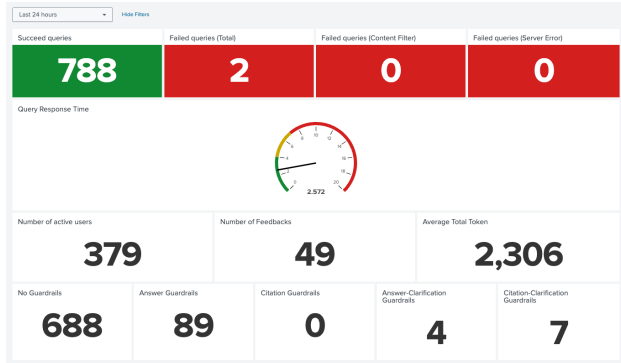 Last 24 hours
Hide Filters
Succeed queries
788
Failed queries (Total)
2
Failed queries (Content Filter)
0
Failed queries (Server Error)
0
Query Response Time
0
2
4
6
8
10
12
14
16
18
20
2.572
Number of active users
379
Number of Feedbacks
49
Average Total Token
2,306
No Guardrails
688
Answer Guardrails
89
Citation Guardrails
0
Answer-Clarification
Guardrails
4
Citation-Clarification
Guardrails
7